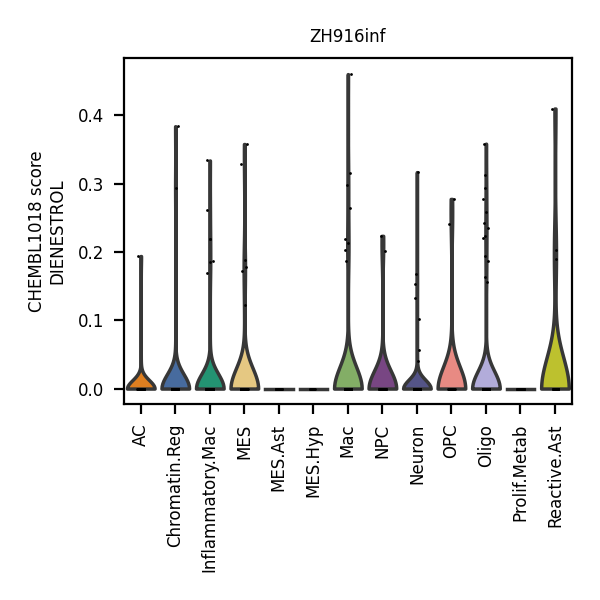 ZH916inf
CHEMBL1018 score
DIENESTROL
0.4
0.3
0.2
0.1
0.0
AC
Chromatin.Reg
Inflammatory.Mac
MES
MES.Ast
MES.Hyp
Mac
NPC
Neuron
OPC
Oligo
Prolif.Metab
Reactive.Ast